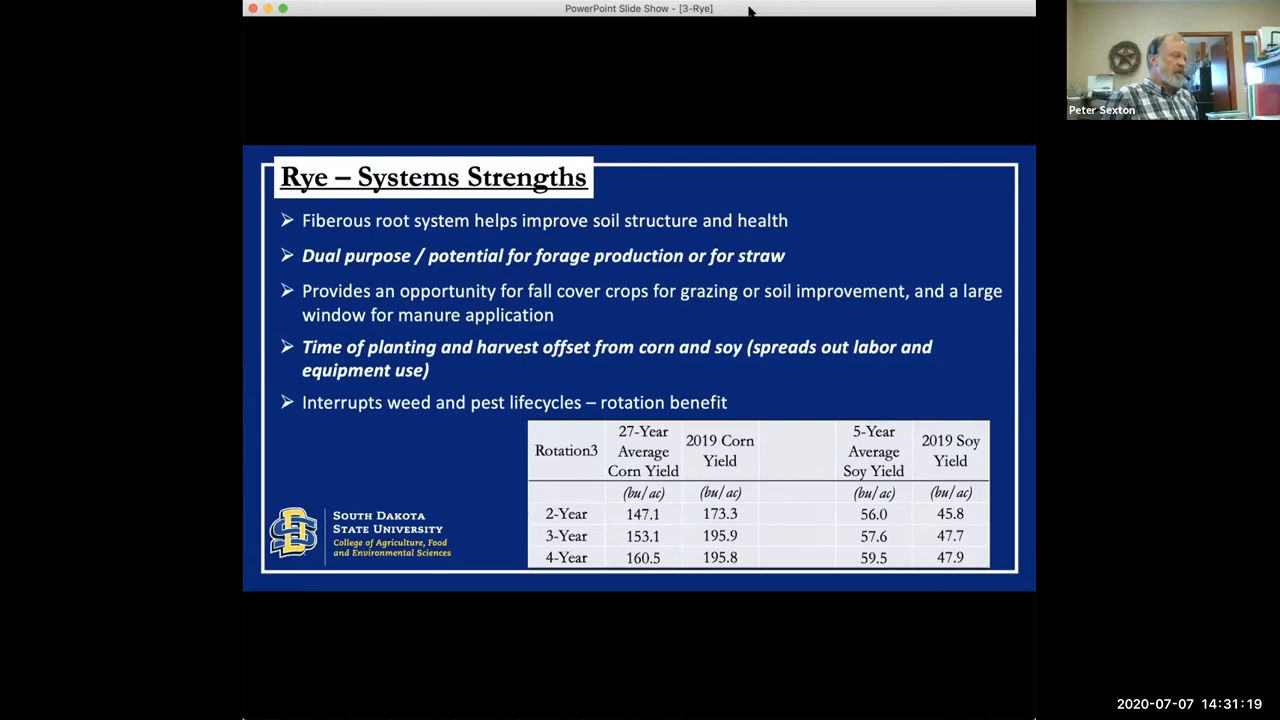 PowerPoint Slide Show - [3-Rye]
Peter Sexton
Rye – Systems Strengths
➢ Fiberous root system helps improve soil structure and health
➢ Dual purpose / potential for forage production or for straw
➢ Provides an opportunity for fall cover crops for grazing or soil improvement, and a large
window for manure application
➢ Time of planting and harvest offset from corn and soy (spreads out labor and
equipment use)
➢ Interrupts weed and pest lifecycles – rotation benefit
Rotation3 27-Year Average Corn Yield 2019 Corn Yield 5-Year Average Soy Yield 2019 Soy Yield
(bu/ac) (bu/ac) (bu/ac) (bu/ac)
2-Year 147.1 173.3 56.0 45.8
3-Year 153.1 195.9 57.6 47.7
4-Year 160.5 195.8 59.5 47.9
SOUTH DAKOTA
STATE UNIVERSITY
College of Agriculture, Food
and Environmental Sciences
2020-07-07 14:31:19